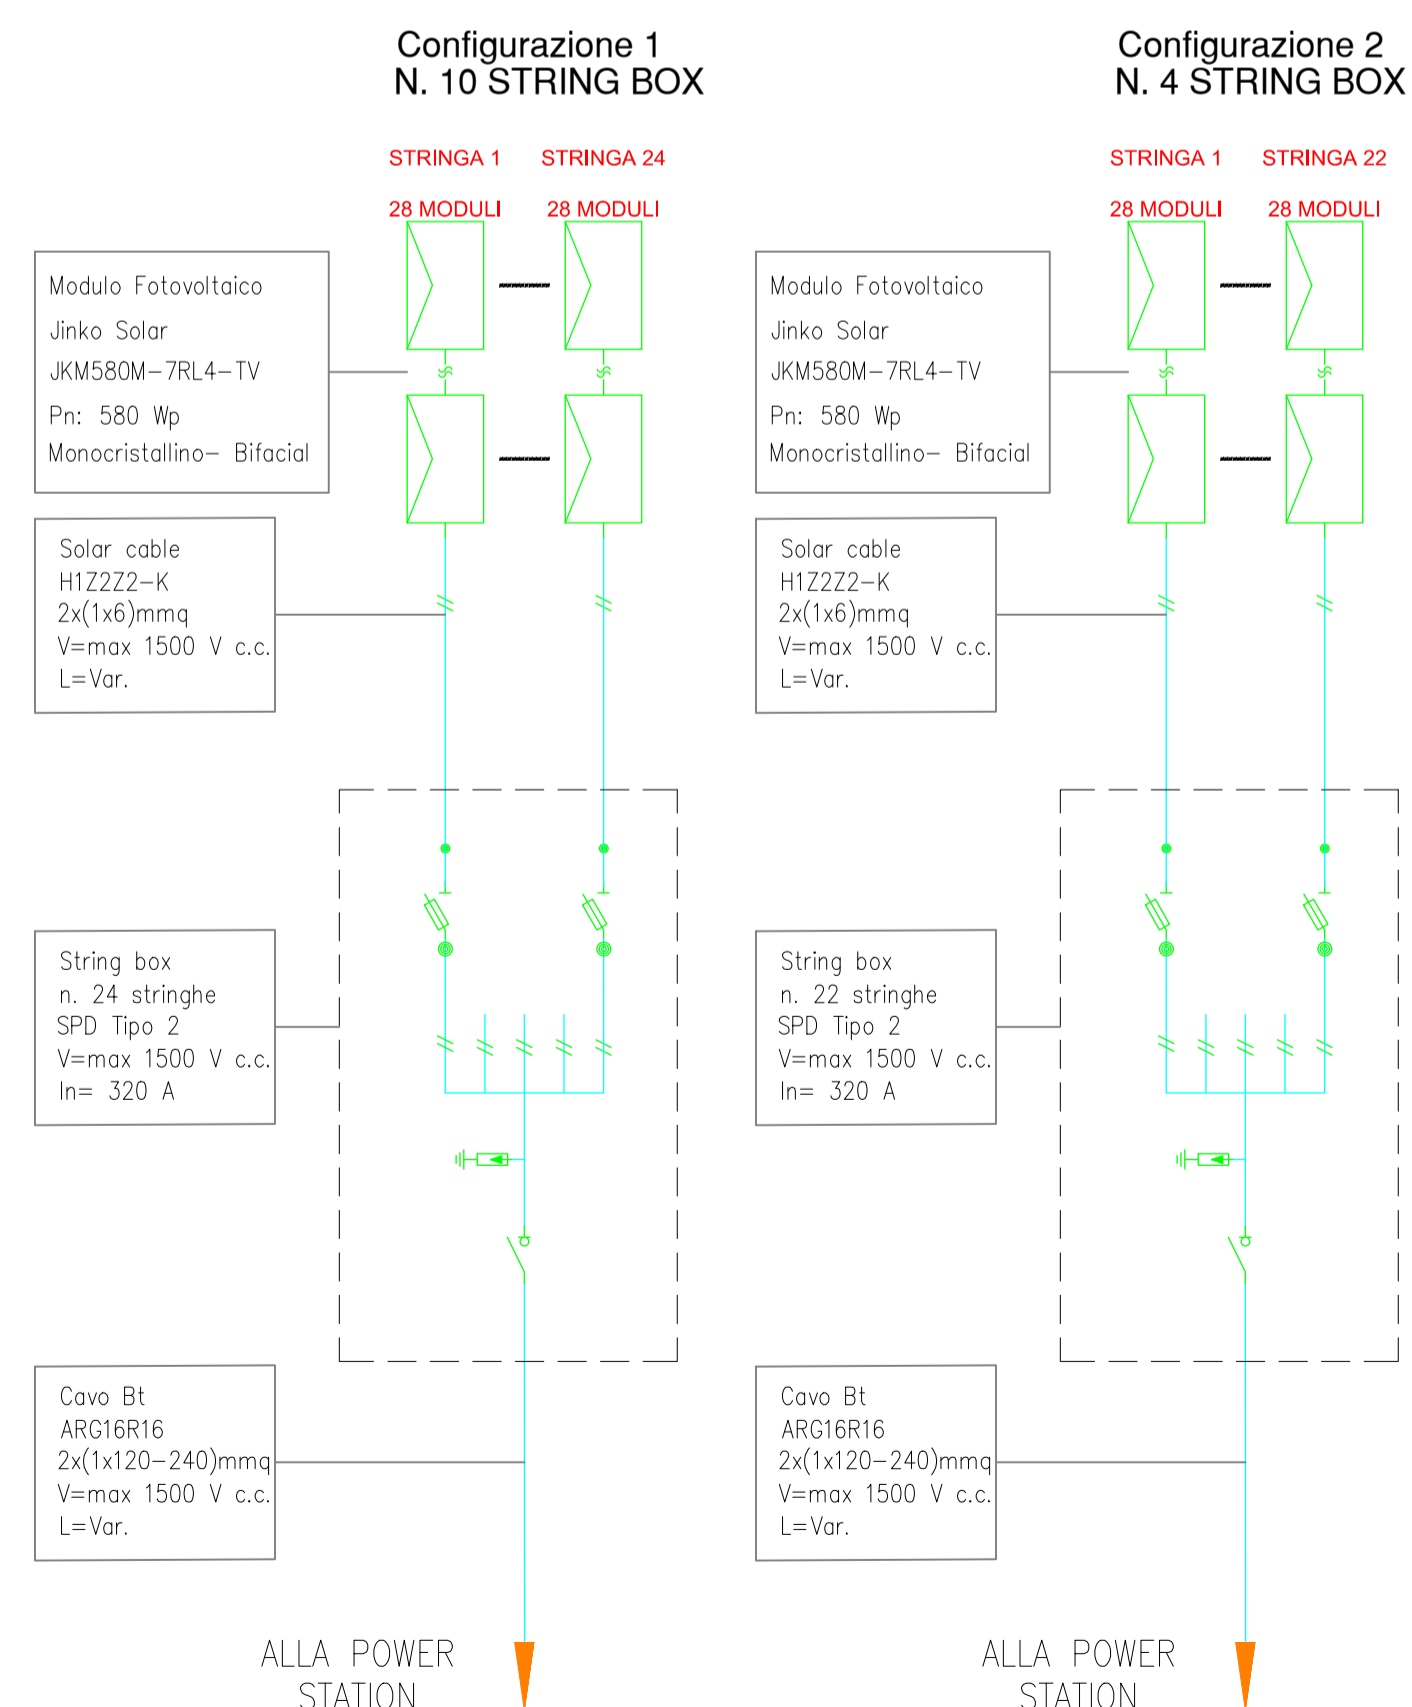 Configurazione 1
N. 10 STRING BOX
STRINGA 1 STRINGA 24
28 MODULI 28 MODULI
Modulo Fotovoltaico
Jinko Solar
JKM580M-7RL4-TV
Pn: 580 Wp
Monocristallino- Bifacial
Solar cable
H1Z2Z2-K
2x(1x6)mmq
V=max 1500 V c.c.
L=Var.
String box
n. 24 stringhe
SPD Tipo 2
V=max 1500 V c.c.
In= 320 A
Cavo Bt
ARG16R16
2x(1x120-240)mmq
V=max 1500 V c.c.
L=Var.
ALLA POWER
STATION
Configurazione 2
N. 4 STRING BOX
STRINGA 1 STRINGA 22
28 MODULI 28 MODULI
Modulo Fotovoltaico
Jinko Solar
JKM580M-7RL4-TV
Pn: 580 Wp
Monocristallino- Bifacial
Solar cable
H1Z2Z2-K
2x(1x6)mmq
V=max 1500 V c.c.
L=Var.
String box
n. 22 stringhe
SPD Tipo 2
V=max 1500 V c.c.
In= 320 A
Cavo Bt
ARG16R16
2x(1x120-240)mmq
V=max 1500 V c.c.
L=Var.
ALLA POWER
STATION